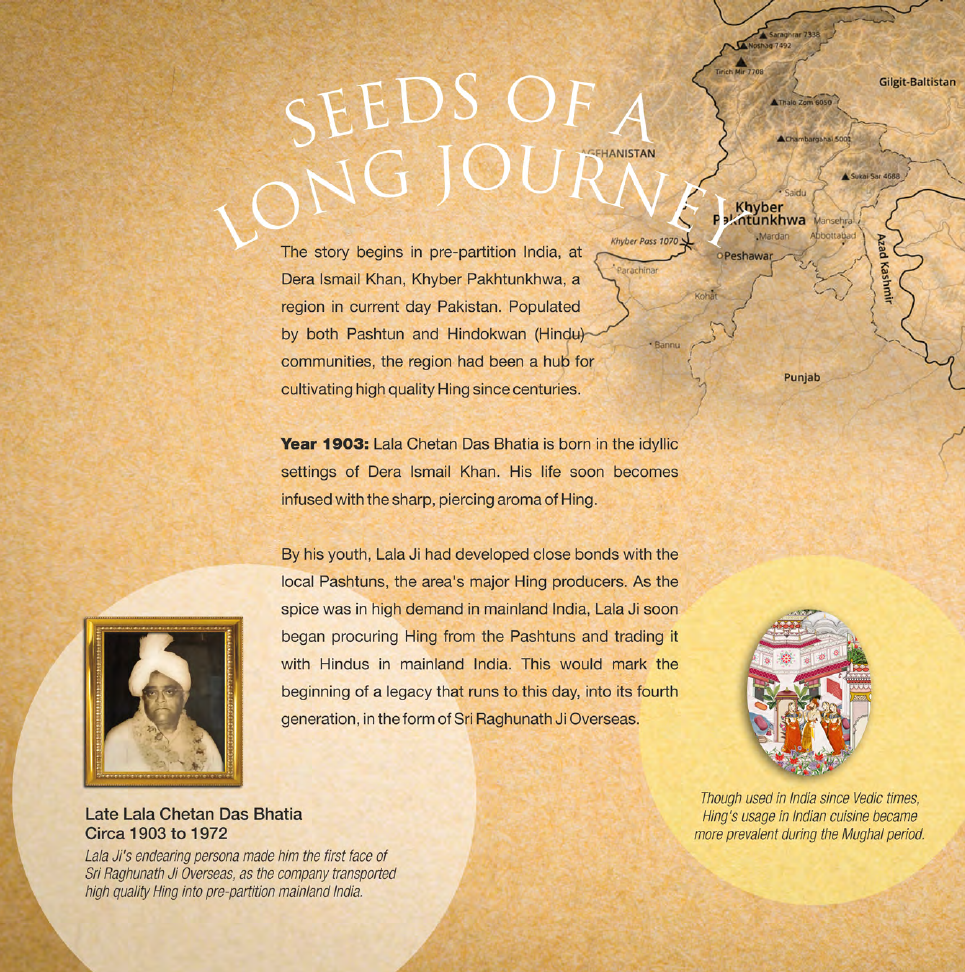 Saraghrar 7338
Noshaq 7492
Tirich Mir 7708
Gilgit-Baltistan
Thalo Zom 6050
Chambarghai 5001
Sukai Sar 4688
SEEDS OF A
LONG JOURNEY
AFGHANISTAN
Saidu
Khyber
Pakhtunkhwa
Mansehra
Mardan
Abbottabad
Khyber Pass 1070
Peshawar
Azad Kashmir
Parachinar
Kohat
Bannu
Punjab
The story begins in pre-partition India, at
Dera Ismail Khan, Khyber Pakhtunkhwa, a
region in current day Pakistan. Populated
by both Pashtun and Hindokwan (Hindu)
communities, the region had been a hub for
cultivating high quality Hing since centuries.
Year 1903: Lala Chetan Das Bhatia is born in the idyllic
settings of Dera Ismail Khan. His life soon becomes
infused with the sharp, piercing aroma of Hing.
By his youth, Lala Ji had developed close bonds with the
local Pashtuns, the area's major Hing producers. As the
spice was in high demand in mainland India, Lala Ji soon
began procuring Hing from the Pashtuns and trading it
with Hindus in mainland India. This would mark the
beginning of a legacy that runs to this day, into its fourth
generation, in the form of Sri Raghunath Ji Overseas.
Late Lala Chetan Das Bhatia
Circa 1903 to 1972
Lala Ji's endearing persona made him the first face of
Sri Raghunath Ji Overseas, as the company transported
high quality Hing into pre-partition mainland India.
Though used in India since Vedic times,
Hing's usage in Indian cuisine became
more prevalent during the Mughal period.